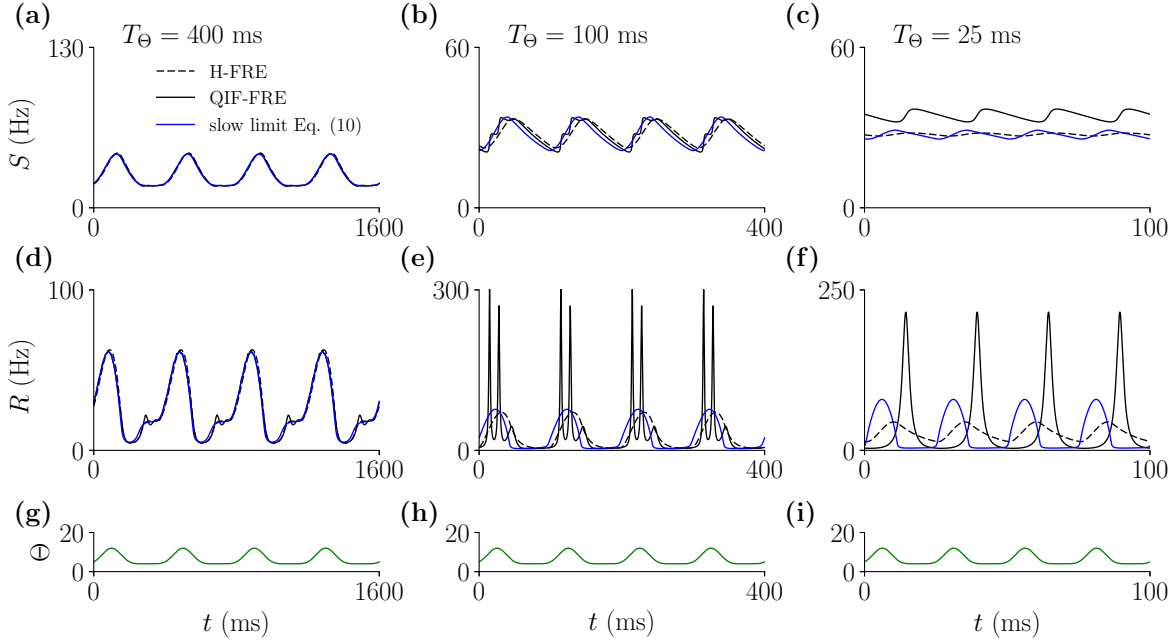 (a) (b) (c)
T_Θ = 400 ms T_Θ = 100 ms T_Θ = 25 ms
130 60 60
H-FRE
QIF-FRE
slow limit Eq. (10)
S (Hz)
0 0 0
0 1600 0 400 0 100
(d) (e) (f)
100 300 250
R (Hz)
0 0 0
0 1600 0 400 0 100
(g) (h) (i)
20 20 20
Θ
0 0 0
0 1600 0 400 0 100
t (ms) t (ms) t (ms)